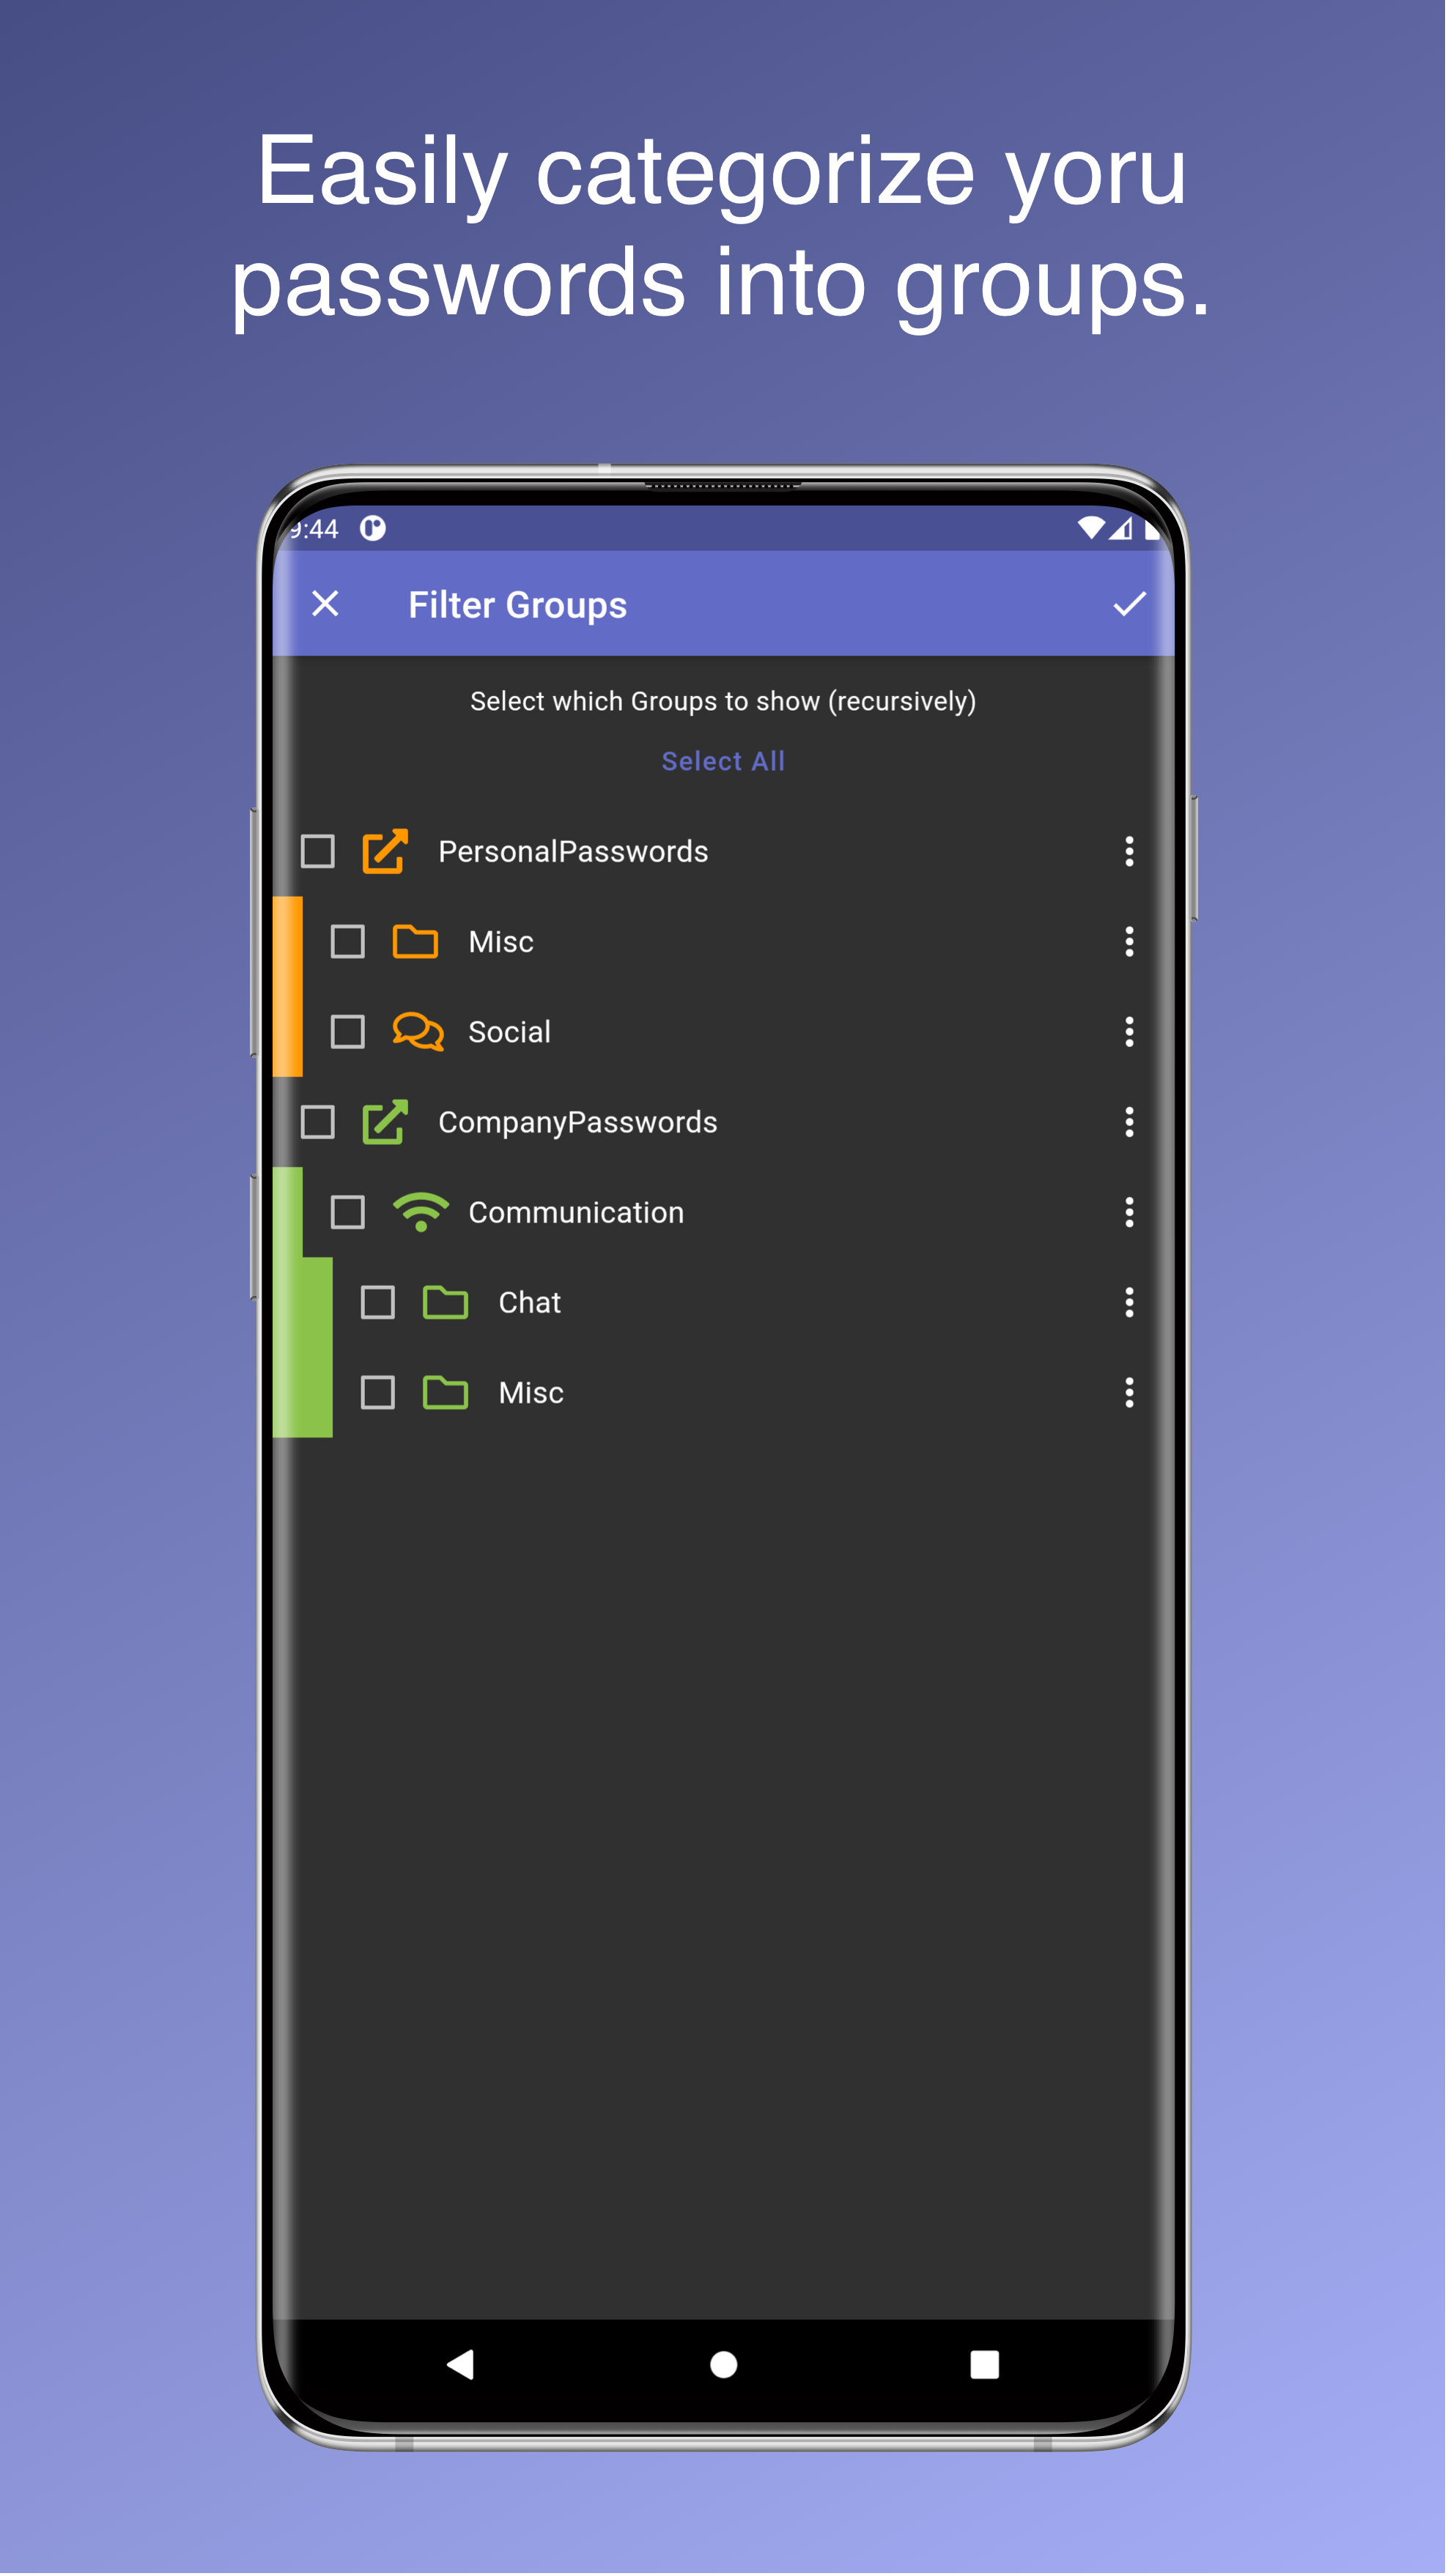 Easily categorize yoru
passwords into groups.
9:44
Filter Groups
Select which Groups to show (recursively)
Select All
PersonalPasswords
Misc
Social
CompanyPasswords
Communication
Chat
Misc